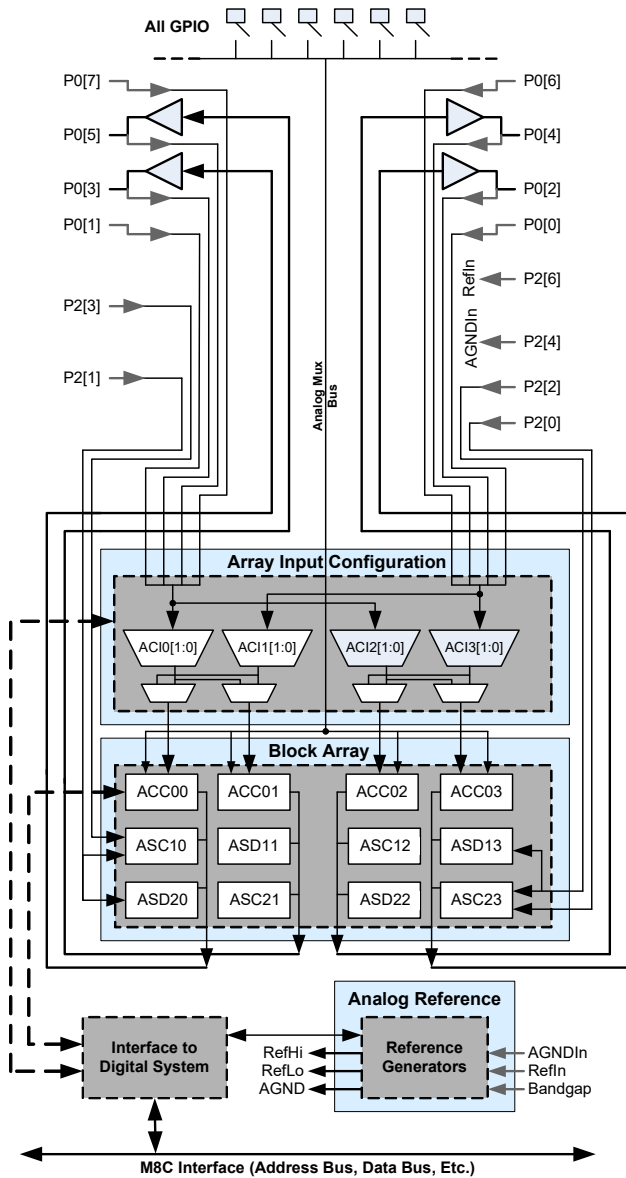 All GPIO
P0[7]
P0[6]
P0[5]
P0[4]
P0[3]
P0[2]
P0[1]
P0[0]
RefIn
P2[6]
P2[3]
AGNDIn
P2[4]
P2[1]
P2[2]
P2[0]
Analog Mux
Bus
Array Input Configuration
ACI0[1:0]
ACI1[1:0]
ACI2[1:0]
ACI3[1:0]
Block Array
ACC00
ACC01
ACC02
ACC03
ASC10
ASD11
ASC12
ASD13
ASD20
ASC21
ASD22
ASC23
Analog Reference
Interface to
Digital System
RefHi
RefLo
AGND
Reference
Generators
AGNDIn
RefIn
Bandgap
M8C Interface (Address Bus, Data Bus, Etc.)